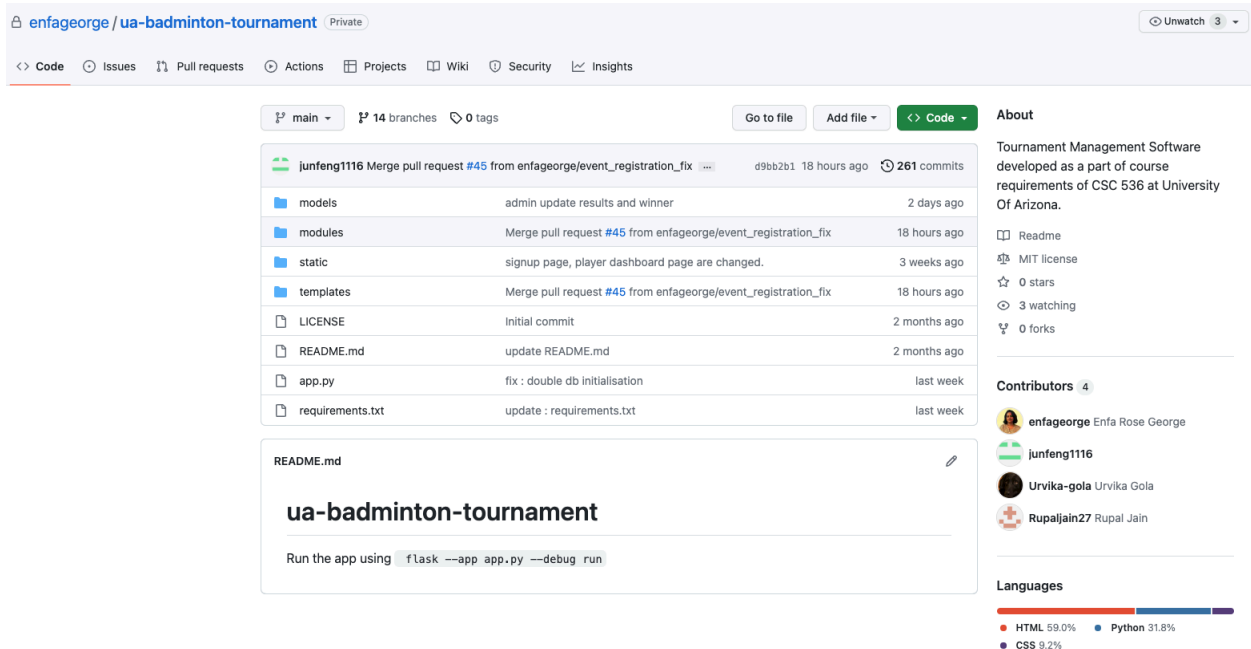 enfageorge / ua-badminton-tournament Private
Unwatch 3
Code Issues Pull requests Actions Projects Wiki Security Insights
main 14 branches 0 tags Go to file Add file Code
junfeng1116 Merge pull request #45 from enfageorge/event_registration_fix ... d9bb2b1 18 hours ago 261 commits
models admin update results and winner 2 days ago
modules Merge pull request #45 from enfageorge/event_registration_fix 18 hours ago
static signup page, player dashboard page are changed. 3 weeks ago
templates Merge pull request #45 from enfageorge/event_registration_fix 18 hours ago
LICENSE Initial commit 2 months ago
README.md update README.md 2 months ago
app.py fix : double db initialisation last week
requirements.txt update : requirements.txt last week
README.md
ua-badminton-tournament
Run the app using flask --app app.py --debug run
About
Tournament Management Software
developed as a part of course
requirements of CSC 536 at University
Of Arizona.
Readme
MIT license
0 stars
3 watching
0 forks
Contributors 4
enfageorge Enfa Rose George
junfeng1116
Urvika-gola Urvika Gola
Rupaljain27 Rupal Jain
Languages
HTML 59.0% Python 31.8%
CSS 9.2%